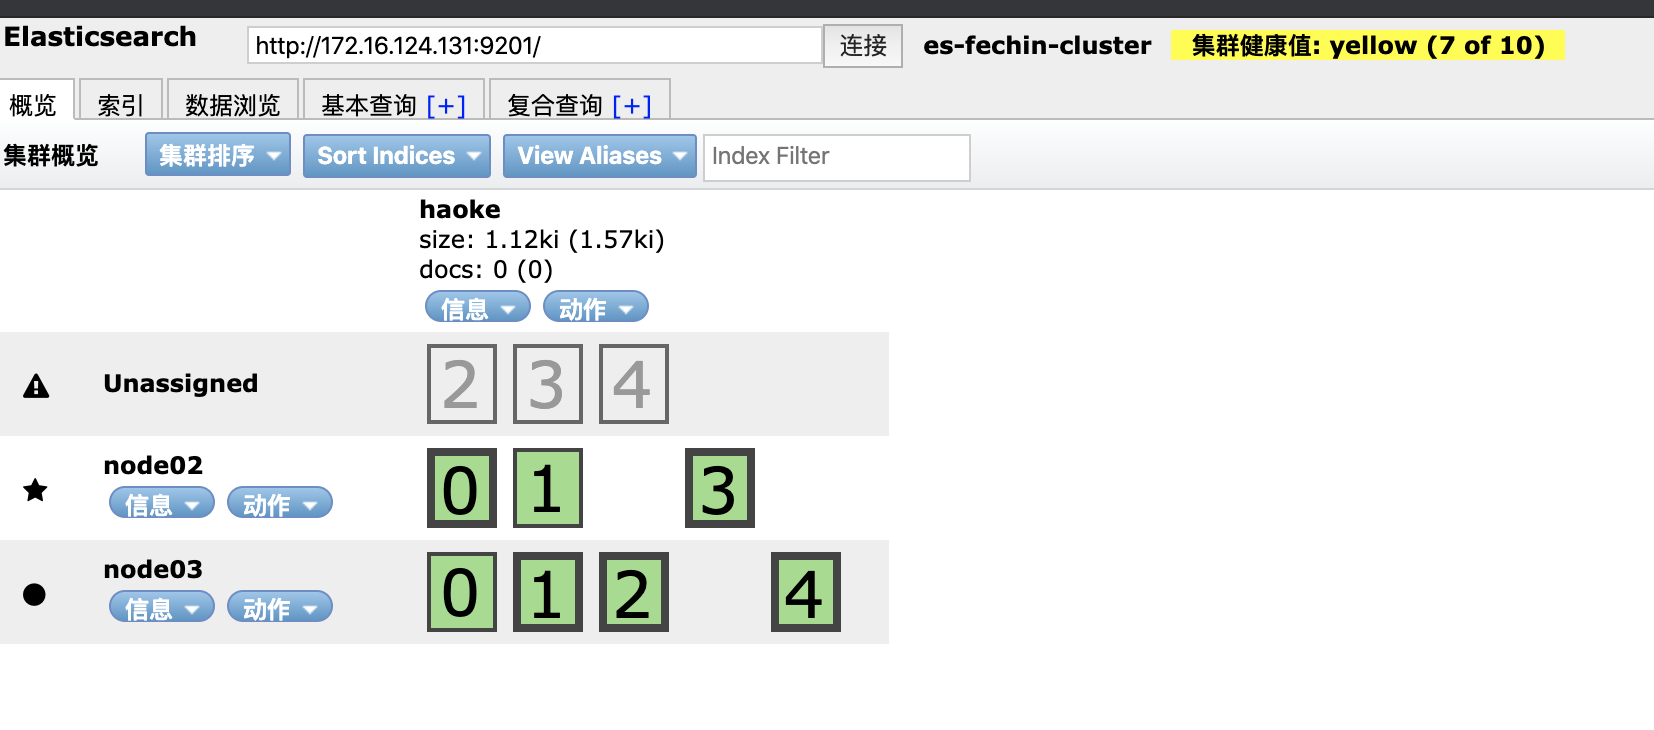 Elasticsearch
http://172.16.124.131:9201/ 连接 es-fechin-cluster 集群健康值: yellow (7 of 10)
概览 索引 数据浏览 基本查询 [+] 复合查询 [+]
集群概览 集群排序 Sort Indices View Aliases Index Filter
haoke
size: 1.12ki (1.57ki)
docs: 0 (0)
信息 动作
Unassigned 2 3 4
node02
信息 动作
0 1 3
node03
信息 动作
0 1 2 4